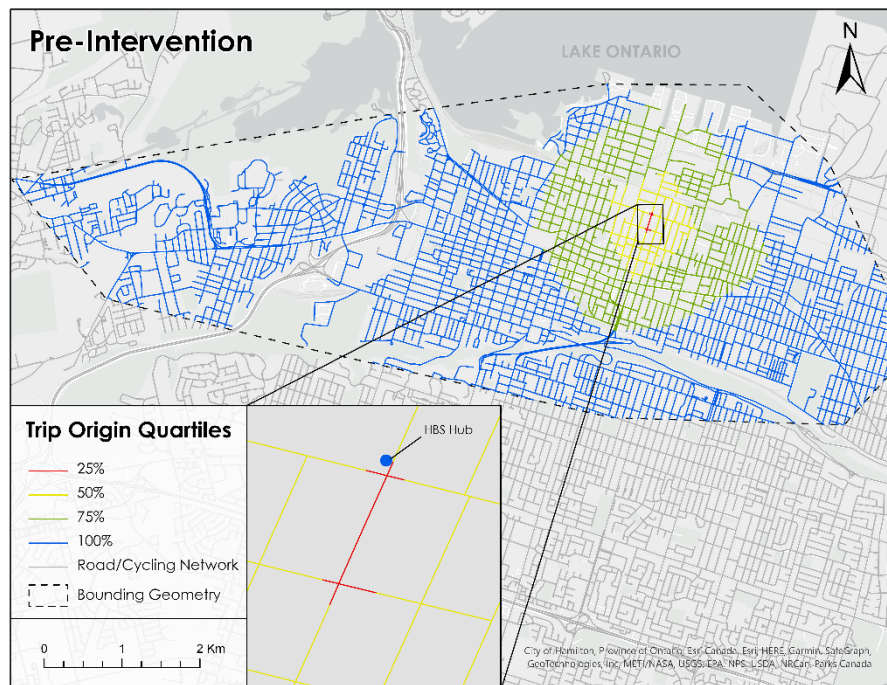 Pre-Intervention
LAKE ONTARIO
N
HBS Hub
Trip Origin Quartiles
25%
50%
75%
100%
Road/Cycling Network
Bounding Geometry
0 1 2 Km
City of Hamilton, Province of Ontario, Esri Canada, Esri, HERE, Garmin, SafeGraph,
GeoTechnologies, Inc, METI/NASA, USGS, EPA, NPS, USDA, NRCan, Parks Canada